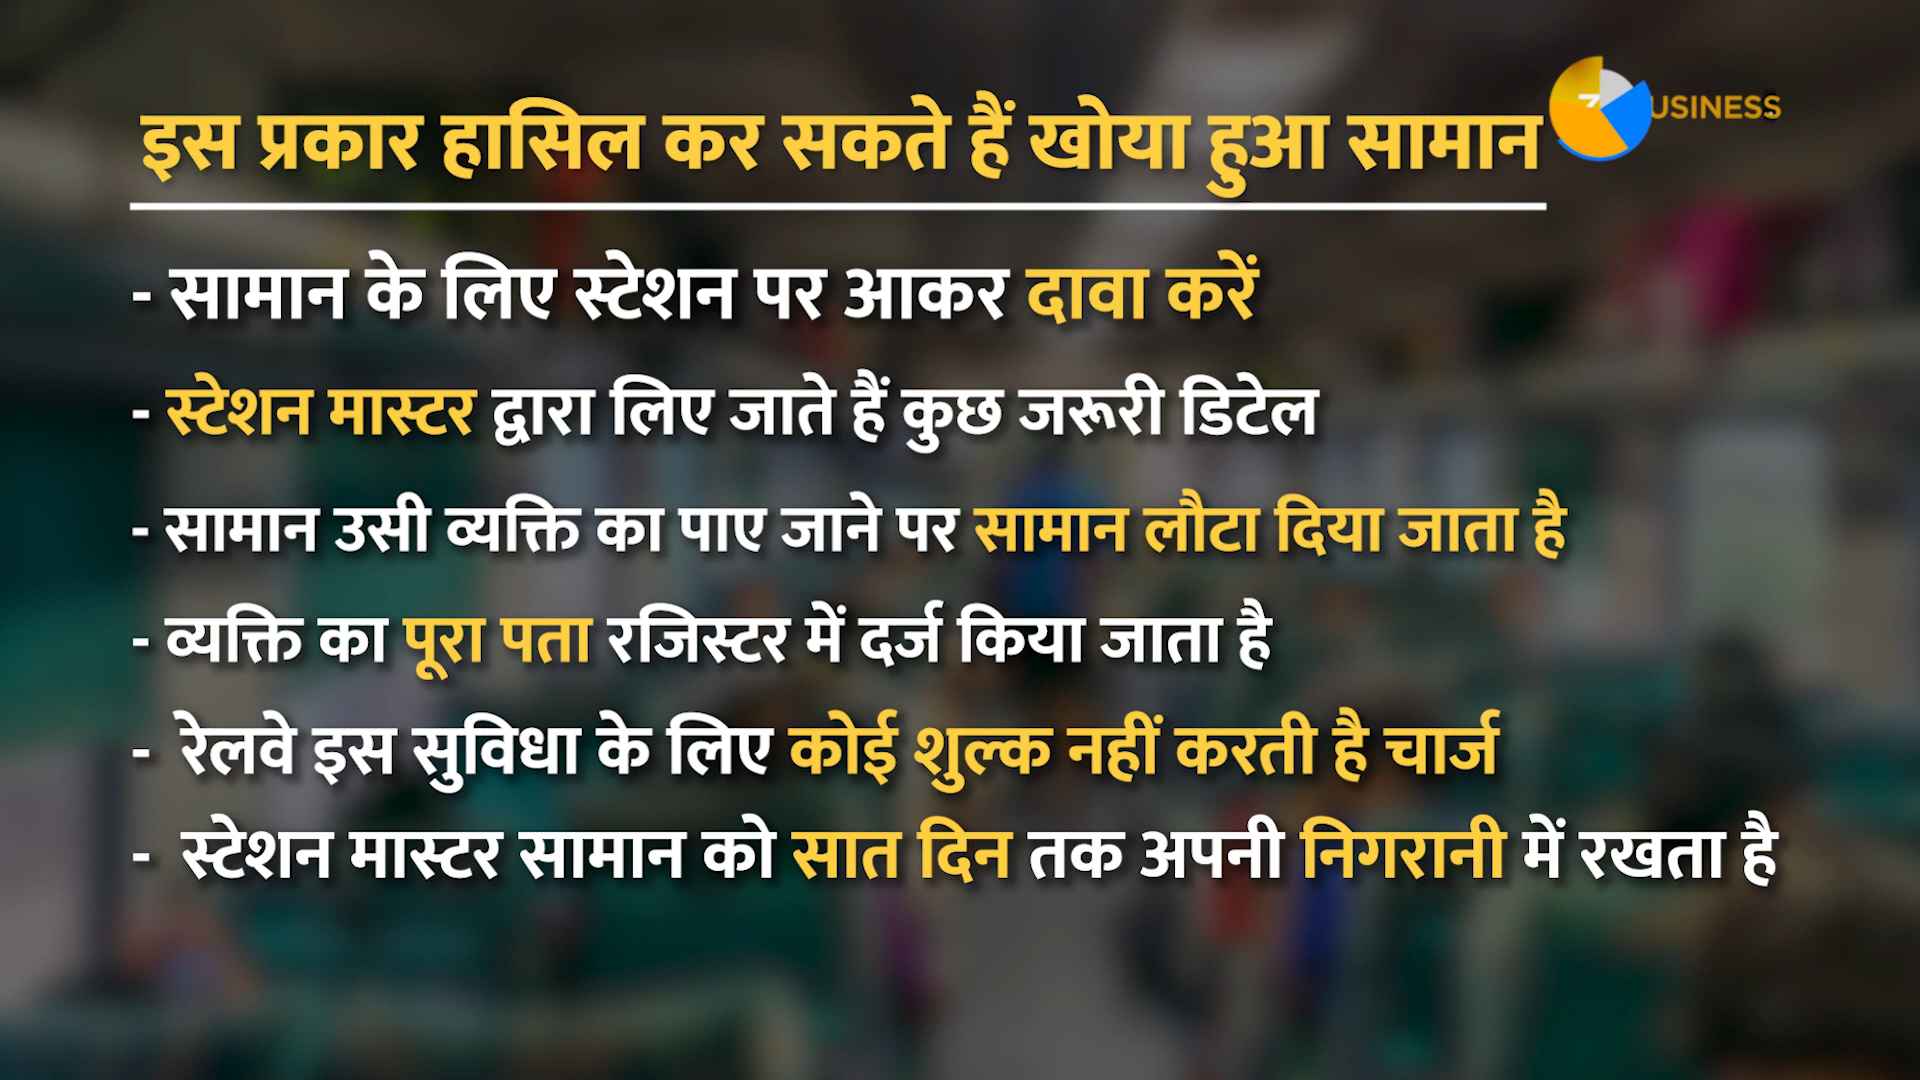 इस प्रकार हासिल कर सकते हैं खोया हुआ सामान
USINESS
- सामान के लिए स्टेशन पर आकर दावा करें
- स्टेशन मास्टर द्वारा लिए जाते हैं कुछ जरूरी डिटेल
- सामान उसी व्यक्ति का पाए जाने पर सामान लौटा दिया जाता है
- व्यक्ति का पूरा पता रजिस्टर में दर्ज किया जाता है
- रेलवे इस सुविधा के लिए कोई शुल्क नहीं करती है चार्ज
- स्टेशन मास्टर सामान को सात दिन तक अपनी निगरानी में रखता है